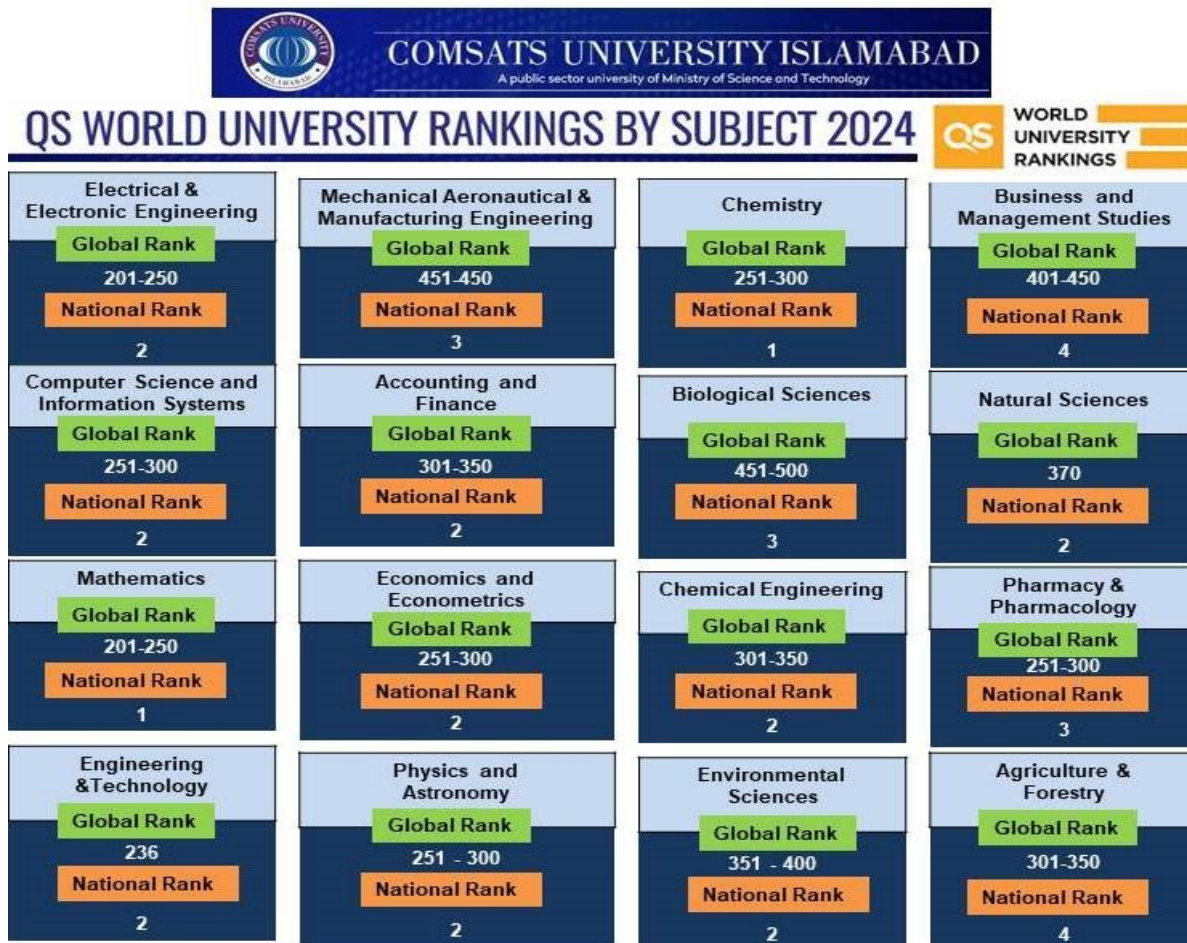 COMSATS UNIVERSITY
ISLAMABAD
COMSATS UNIVERSITY ISLAMABAD
A public sector university of Ministry of Science and Technology
QS WORLD UNIVERSITY RANKINGS BY SUBJECT 2024
QS
WORLD
UNIVERSITY
RANKINGS
Electrical &
Electronic Engineering
Global Rank
201-250
National Rank
2
Mechanical Aeronautical &
Manufacturing Engineering
Global Rank
451-450
National Rank
3
Chemistry
Global Rank
251-300
National Rank
1
Business and
Management Studies
Global Rank
401-450
National Rank
4
Computer Science and
Information Systems
Global Rank
251-300
National Rank
2
Accounting and
Finance
Global Rank
301-350
National Rank
2
Biological Sciences
Global Rank
451-500
National Rank
3
Natural Sciences
Global Rank
370
National Rank
2
Mathematics
Global Rank
201-250
National Rank
1
Economics and
Econometrics
Global Rank
251-300
National Rank
2
Chemical Engineering
Global Rank
301-350
National Rank
2
Pharmacy &
Pharmacology
Global Rank
251-300
National Rank
3
Engineering
&Technology
Global Rank
236
National Rank
2
Physics and
Astronomy
Global Rank
251 - 300
National Rank
2
Environmental
Sciences
Global Rank
351 - 400
National Rank
2
Agriculture &
Forestry
Global Rank
301-350
National Rank
4